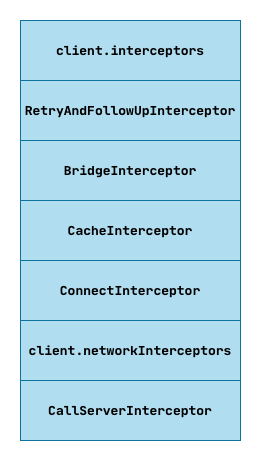 client.interceptors
RetryAndFollowUpInterceptor
BridgeInterceptor
CacheInterceptor
ConnectInterceptor
client.networkInterceptors
CallServerInterceptor